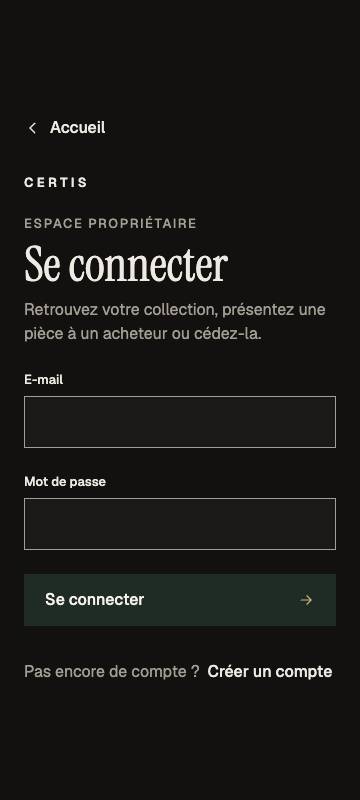 Accueil
CERTIS
ESPACE PROPRIÉTAIRE
Se connecter
Retrouvez votre collection, présentez une
pièce à un acheteur ou cédez-la.
E-mail
Mot de passe
Se connecter
Pas encore de compte ? Créer un compte